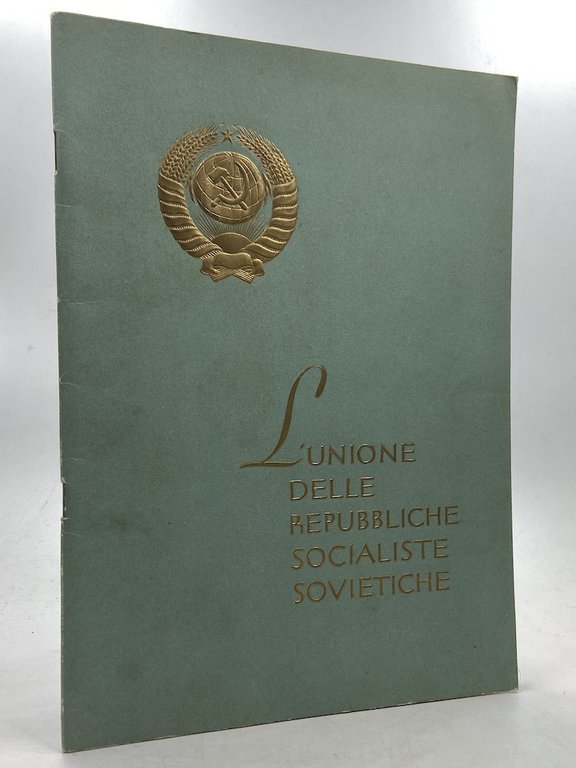 L'UNIONE
DELLE
REPUBBLICHE
SOCIALISTE
SOVIETICHE